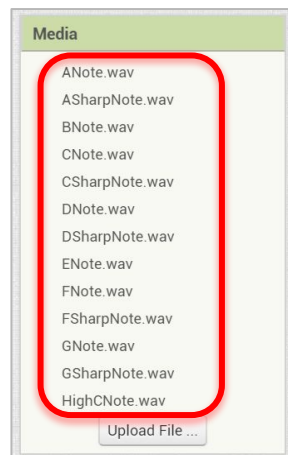 Media
ANote.wav
ASharpNote.wav
BNote.wav
CNote.wav
CSharpNote.wav
DNote.wav
DSharpNote.wav
ENote.wav
FNote.wav
FSharpNote.wav
GNote.wav
GSharpNote.wav
HighCNote.wav
Upload File ...